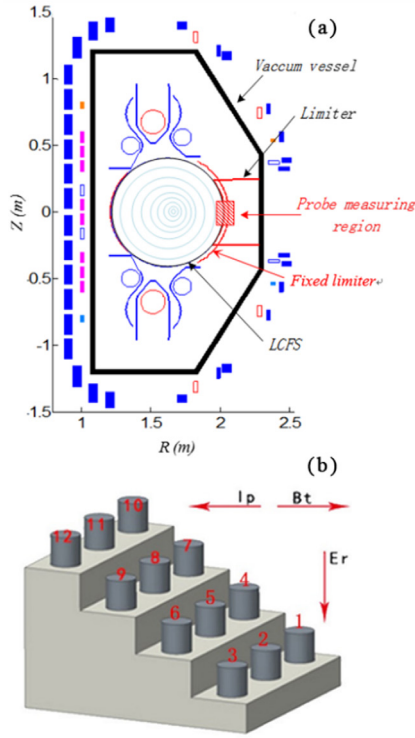 (a)
1.5
1
0.5
0
-0.5
-1
-1.5
Z (m)
Vaccum vessel
Limiter
Probe measuring
region
Fixed limiter
LCFS
1
1.5
2
2.5
R (m)
(b)
Ip Bt
Er
10
11
12
7
8
9
4
5
6
1
2
3